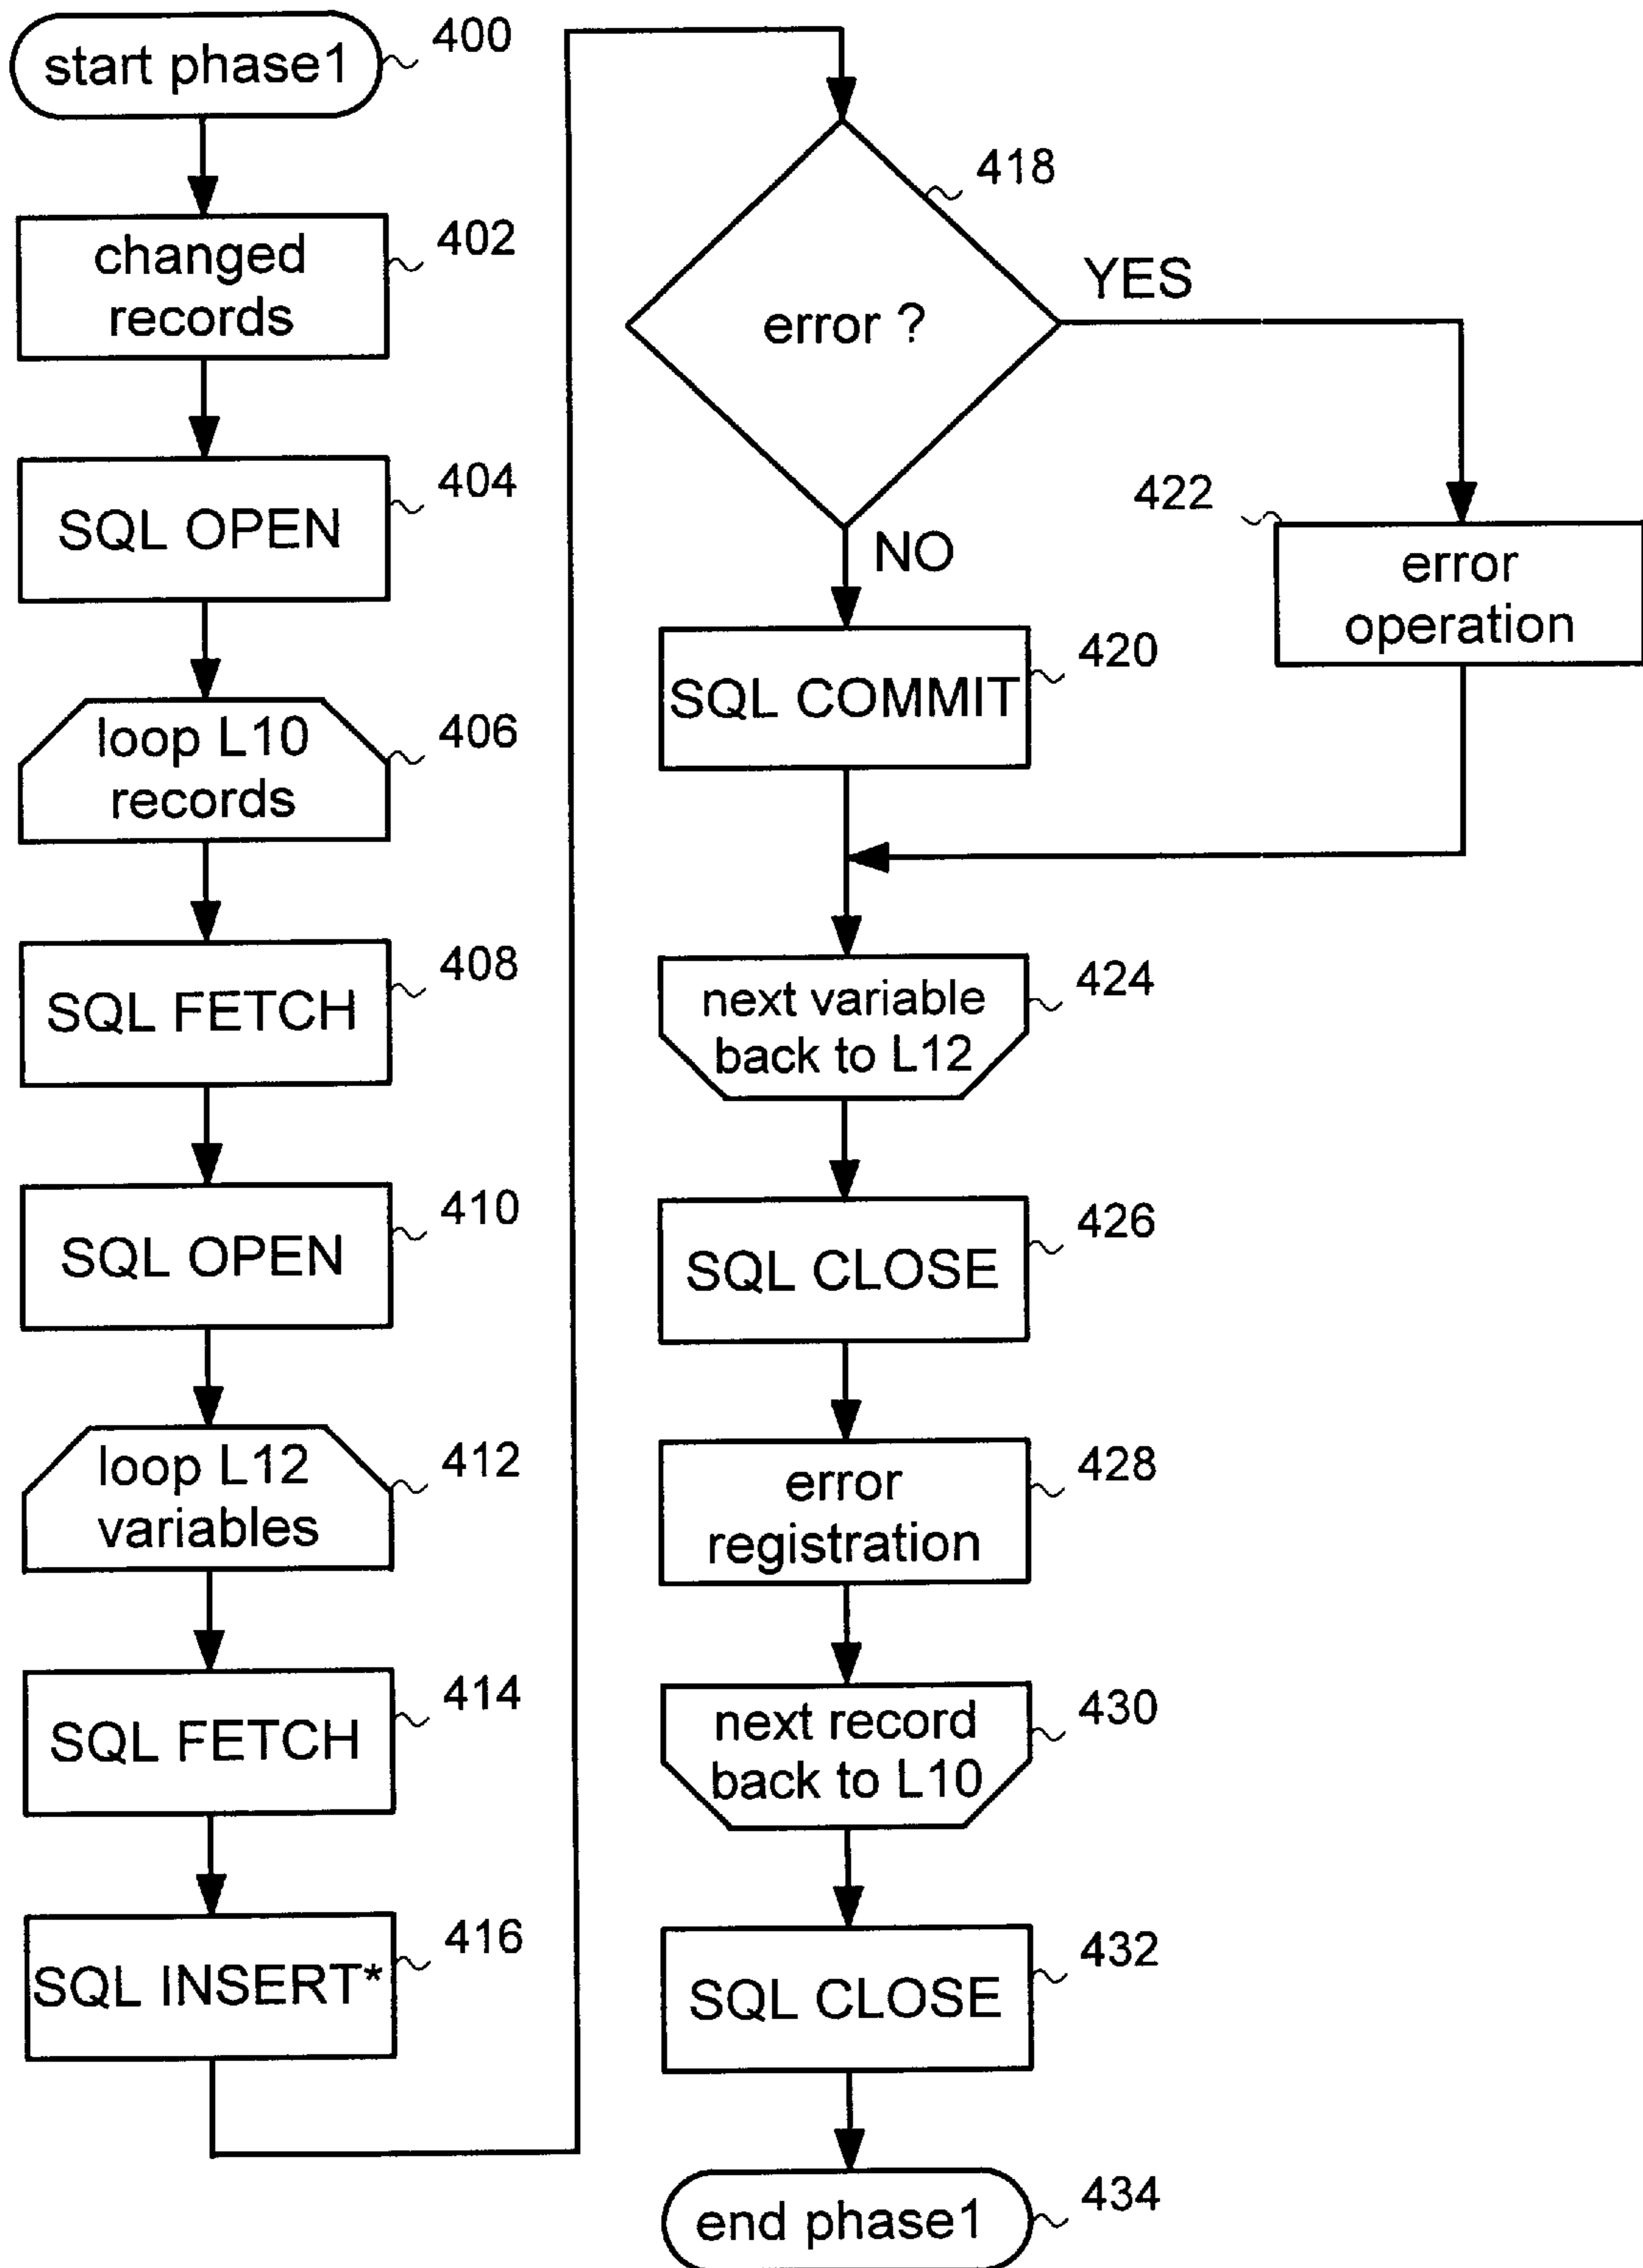 start phase1
400
changed
records
402
SQL OPEN
404
loop L10
records
406
SQL FETCH
408
SQL OPEN
410
loop L12
variables
412
SQL FETCH
414
SQL INSERT*
416
error ?
418
YES
NO
422
error
operation
SQL COMMIT
420
next variable
back to L12
424
SQL CLOSE
426
error
registration
428
next record
back to L10
430
SQL CLOSE
432
end phase1
434